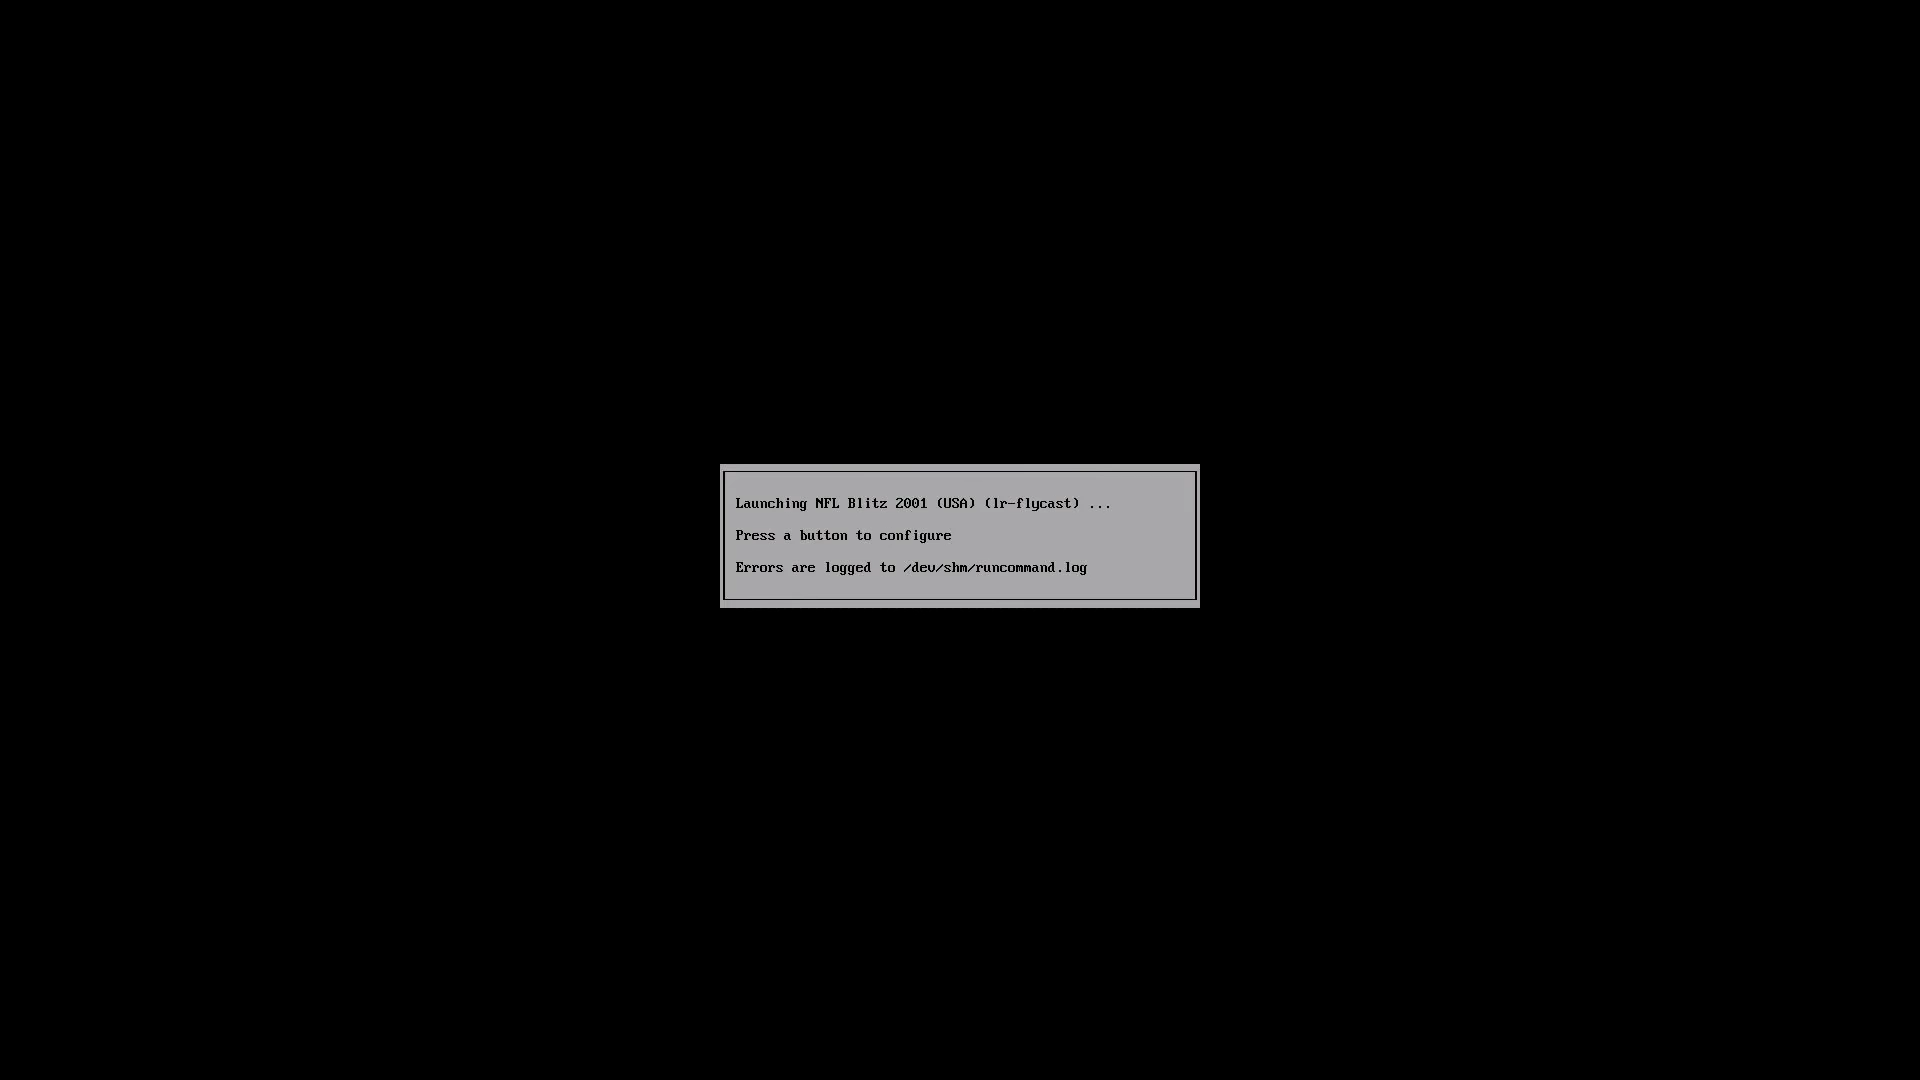 Launching NFL Blitz 2001 (USA) (lr-flycast) ...
Press a button to configure
Errors are logged to /dev/shm/runcommand.log